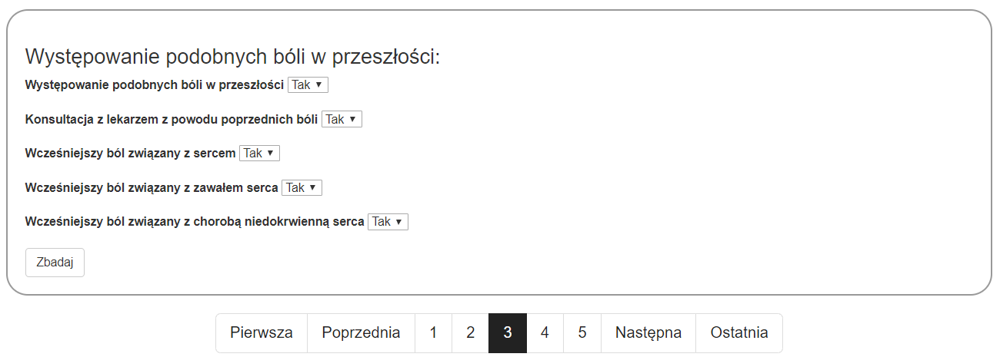 Występowanie podobnych bóli w przeszłości:
Występowanie podobnych bóli w przeszłości Tak
Konsultacja z lekarzem z powodu poprzednich bóli Tak
Wcześniejszy ból związany z sercem Tak
Wcześniejszy ból związany z zawałem serca Tak
Wcześniejszy ból związany z chorobą niedokrwienną serca Tak
Zbadaj
Pierwsza Poprzednia 1 2 3 4 5 Następna Ostatnia